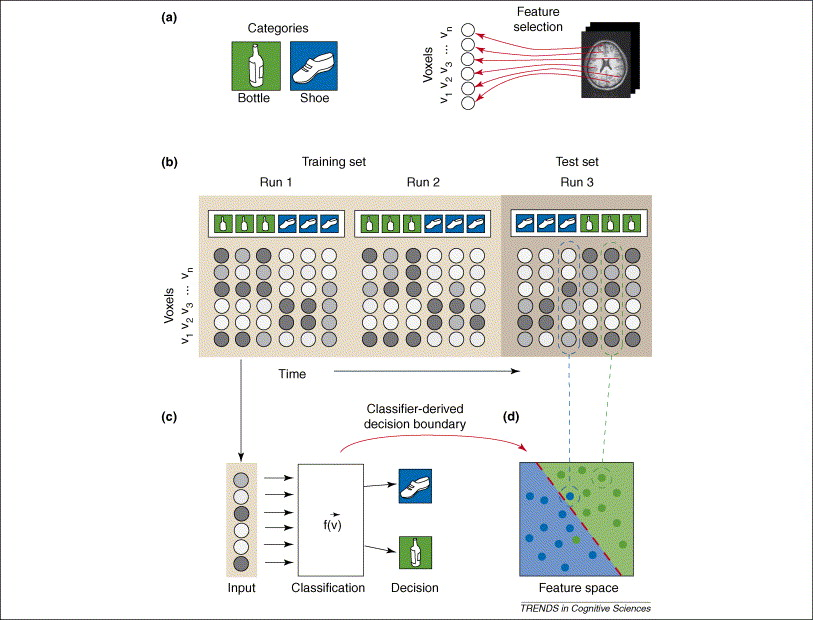 (a)
Categories
Bottle
Shoe
Feature
selection
Voxels
v1 v2 v3 ... vn
(b)
Training set
Test set
Run 1
Run 2
Run 3
Voxels
v1 v2 v3 ... vn
Time
(c)
Classifier-derived
decision boundary
(d)
f(v)
Input
Classification
Decision
Feature space
TRENDS in Cognitive Sciences